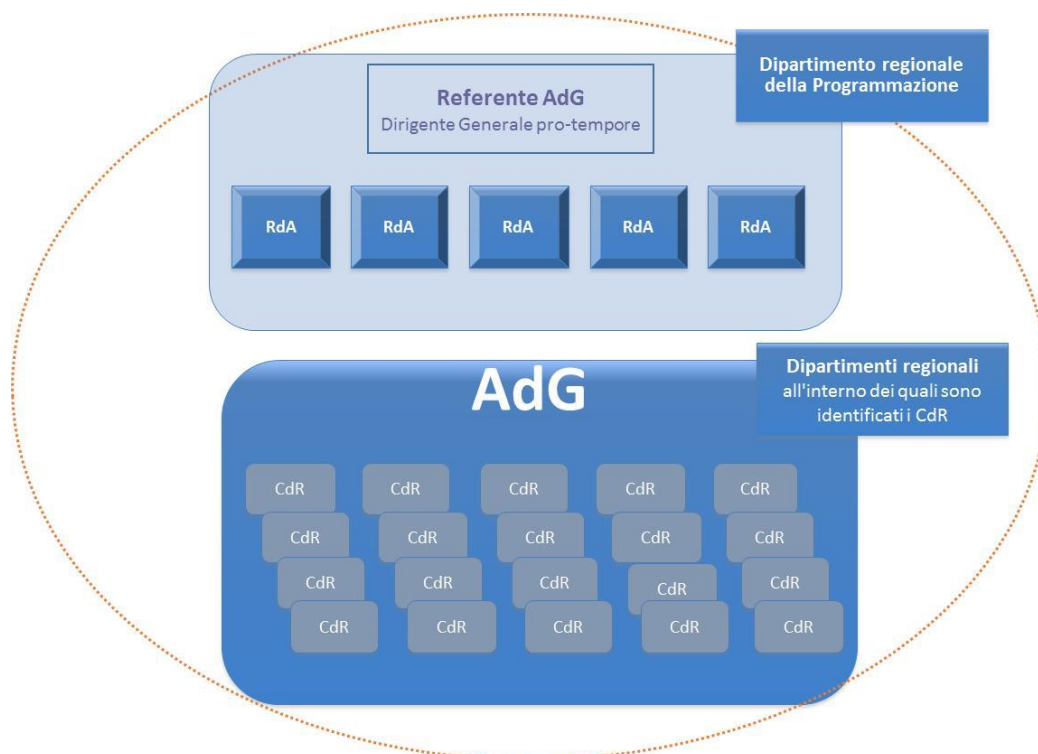 Dipartimento regionale
della Programmazione
Referente AdG
Dirigente Generale pro-tempore
RdA RdA RdA RdA RdA
Dipartimenti regionali
all'interno dei quali sono
identificati i CdR
AdG
CdR CdR CdR CdR CdR
CdR CdR CdR CdR CdR
CdR CdR CdR CdR CdR
CdR CdR CdR CdR CdR